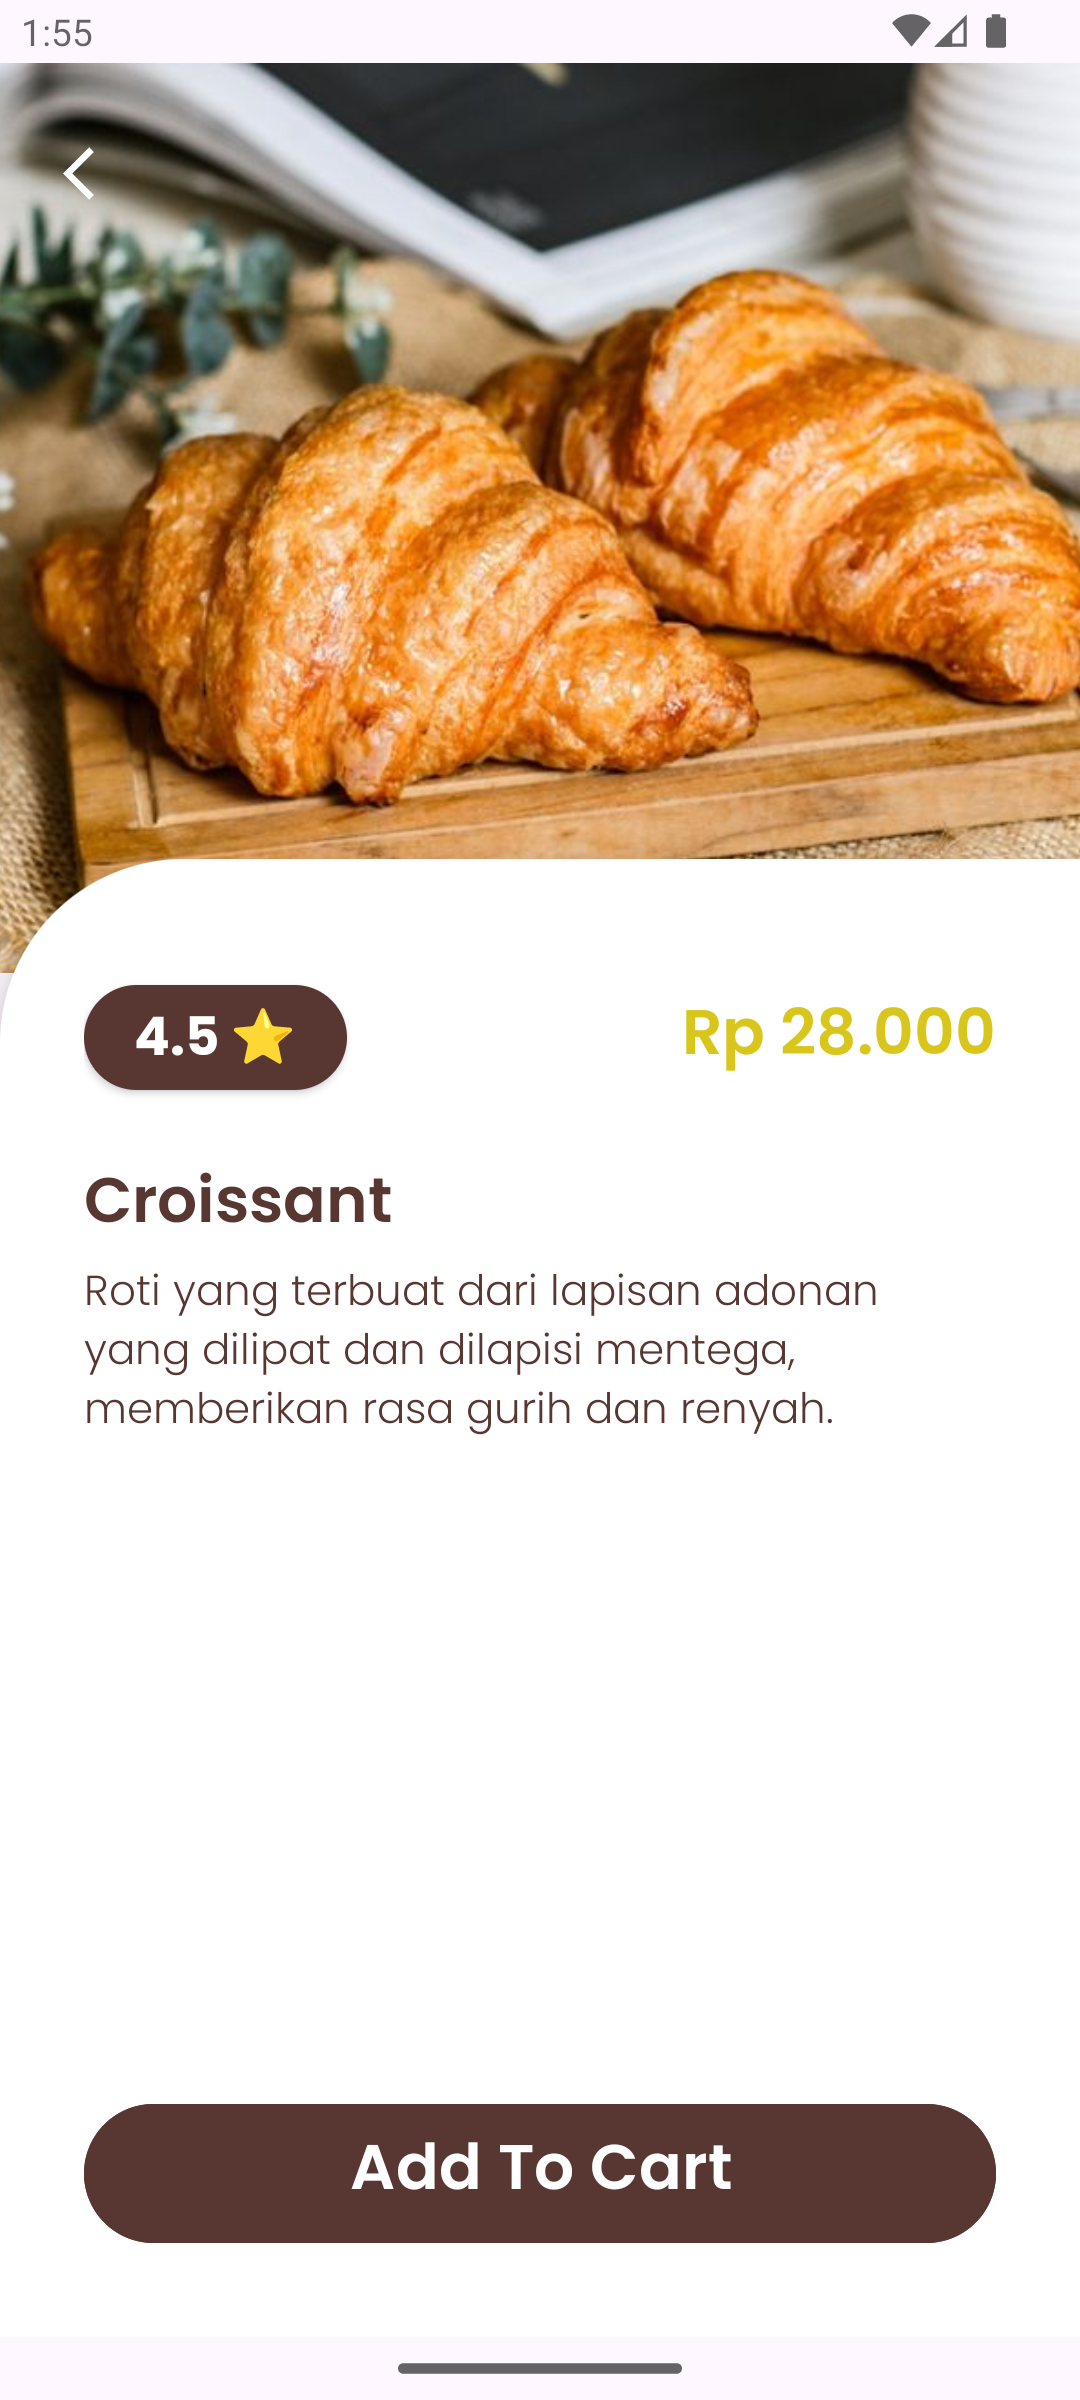 1:55
4.5 ⭐
Rp 28.000
Croissant
Roti yang terbuat dari lapisan adonan
yang dilipat dan dilapisi mentega,
memberikan rasa gurih dan renyah.
Add To Cart